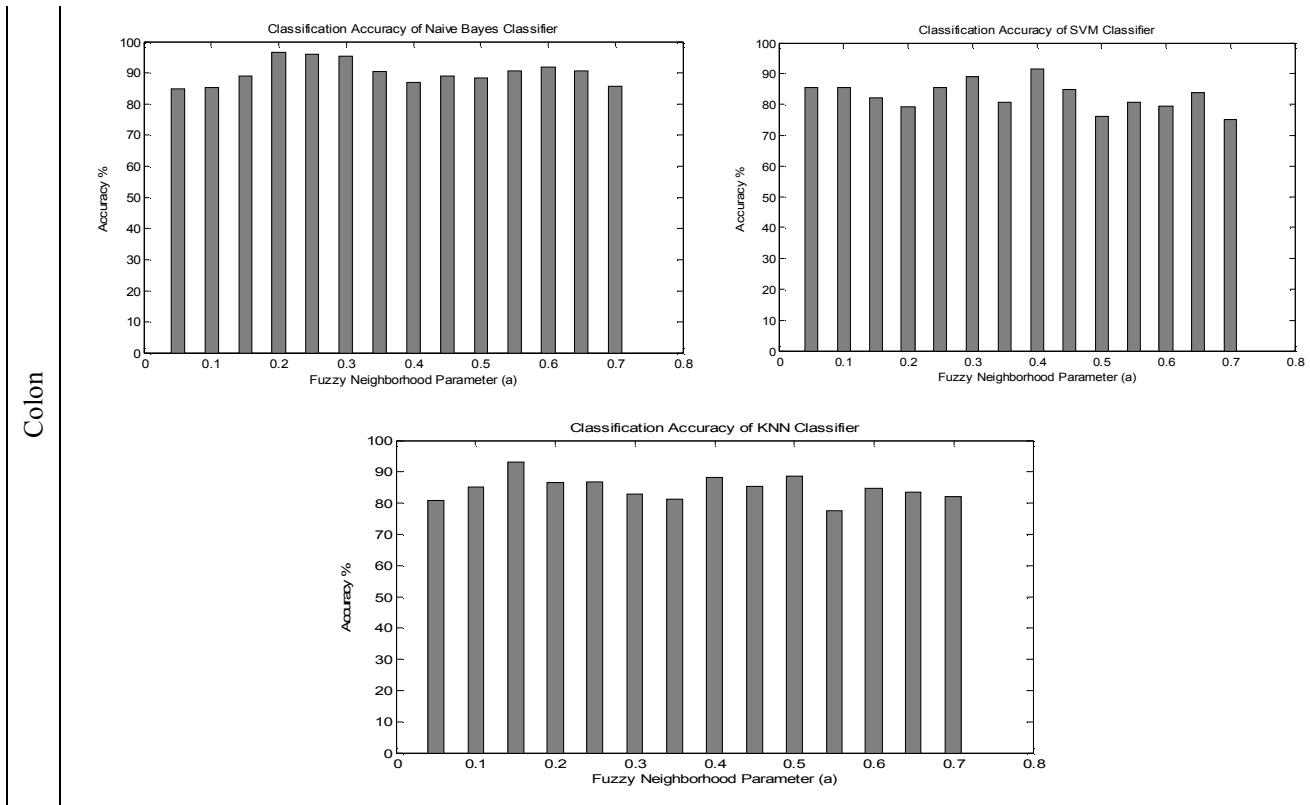 Colon
Classification Accuracy of Naive Bayes Classifier
100
90
80
70
60
50
40
30
20
10
0
Accuracy %
0 0.1 0.2 0.3 0.4 0.5 0.6 0.7 0.8
Fuzzy Neighborhood Parameter (a)
Classification Accuracy of SVM Classifier
100
90
80
70
60
50
40
30
20
10
0
Accuracy %
0 0.1 0.2 0.3 0.4 0.5 0.6 0.7 0.8
Fuzzy Neighborhood Parameter (a)
Classification Accuracy of KNN Classifier
100
90
80
70
60
50
40
30
20
10
0
Accuracy %
0 0.1 0.2 0.3 0.4 0.5 0.6 0.7 0.8
Fuzzy Neighborhood Parameter (a)